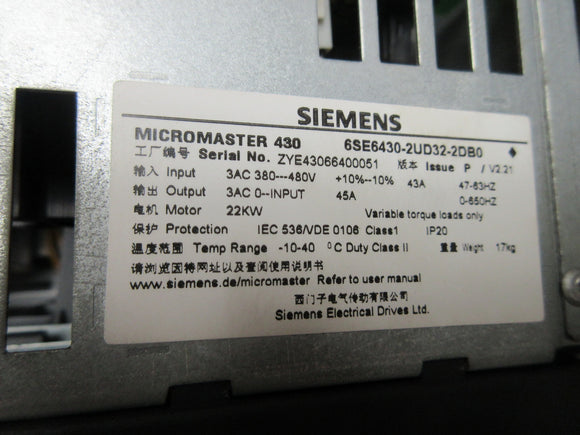 SIEMENS
MICROMASTER 430 6SE6430-2UD32-2DB0
工厂编号 Serial No. ZYE43066400051 版本 Issue P / V2.21
输入 Input 3AC 380---480V +10%--10% 43A 47-63HZ
输出 Output 3AC 0--INPUT 45A 0-650HZ
电机 Motor 22KW Variable torque loads only
保护 Protection IEC 536/VDE 0106 Class1 IP20
温度范围 Temp Range -10-40 ⁰C Duty Class II 重量 Weight 17kg
请浏览因特网址以及查阅使用说明书
www.siemens.de/micromaster Refer to user manual
西门子电气传动有限公司
Siemens Electrical Drives Ltd.